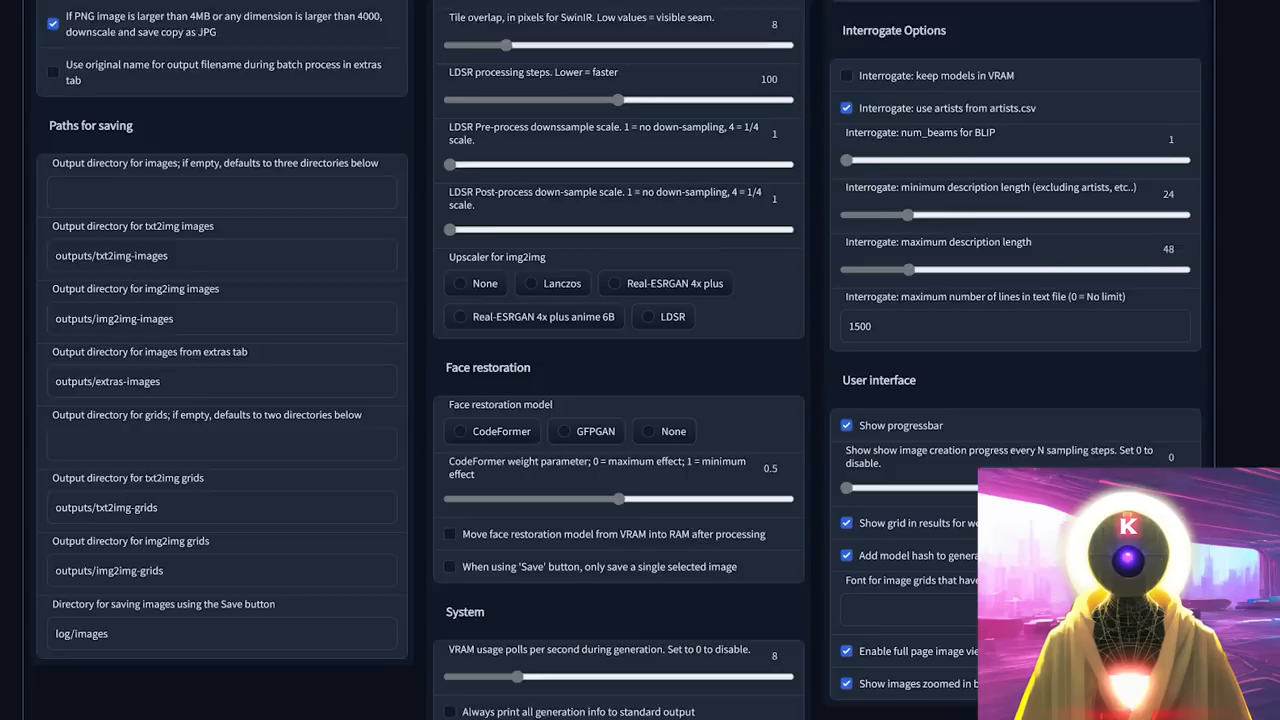 If PNG image is larger than 4MB or any dimension is larger than 4000,
downscale and save copy as JPG
Use original name for output filename during batch process in extras
tab
Paths for saving
Output directory for images; if empty, defaults to three directories below
Output directory for txt2img images
outputs/txt2img-images
Output directory for img2img images
outputs/img2img-images
Output directory for images from extras tab
outputs/extras-images
Output directory for grids; if empty, defaults to two directories below
Output directory for txt2img grids
outputs/txt2img-grids
Output directory for img2img grids
outputs/img2img-grids
Directory for saving images using the Save button
log/images
Tile overlap, in pixels for SwinIR. Low values = visible seam.
8
LDSR processing steps. Lower = faster
100
LDSR Pre-process downssample scale. 1 = no down-sampling, 4 = 1/4
scale.
1
LDSR Post-process down-sample scale. 1 = no down-sampling, 4 = 1/4
scale.
1
Upscaler for img2img
None
Lanczos
Real-ESRGAN 4x plus
Real-ESRGAN 4x plus anime 6B
LDSR
Face restoration
Face restoration model
CodeFormer
GFPGAN
None
CodeFormer weight parameter; 0 = maximum effect; 1 = minimum
effect
0.5
Move face restoration model from VRAM into RAM after processing
When using 'Save' button, only save a single selected image
System
VRAM usage polls per second during generation. Set to 0 to disable.
8
Always print all generation info to standard output
Interrogate Options
Interrogate: keep models in VRAM
Interrogate: use artists from artists.csv
Interrogate: num_beams for BLIP
1
Interrogate: minimum description length (excluding artists, etc..)
24
Interrogate: maximum description length
48
Interrogate: maximum number of lines in text file (0 = No limit)
1500
User interface
Show progressbar
Show show image creation progress every N sampling steps. Set 0 to
disable.
0
Show grid in results for we
Add model hash to genera
Font for image grids that have
Enable full page image vie
Show images zoomed in b
K